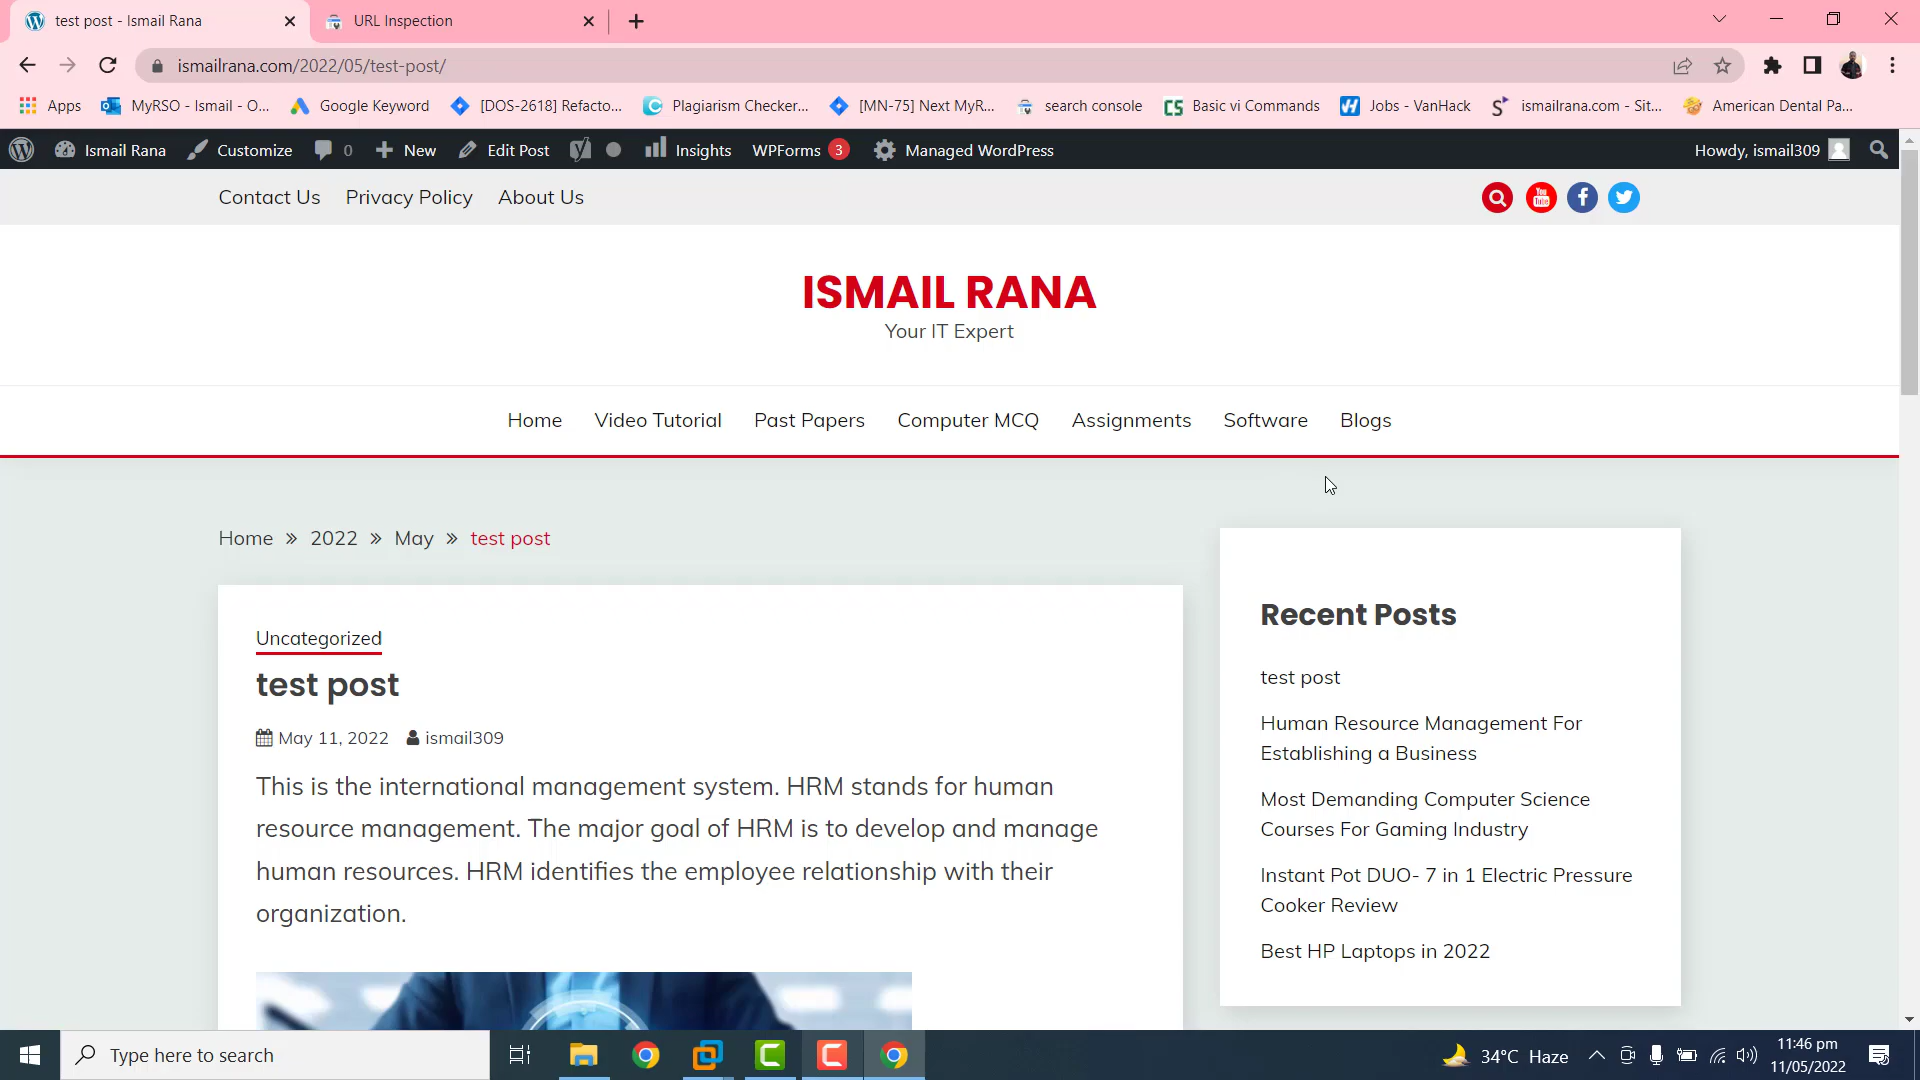 test post - Ismail Rana
URL Inspection
ismailrana.com/2022/05/test-post/
Apps
MyRSO - Ismail - O...
Google Keyword
[DOS-2618] Refacto...
Plagiarism Checker...
[MN-75] Next MyR...
search console
Basic vi Commands
Jobs - VanHack
ismailrana.com - Sit...
American Dental Pa...
Ismail Rana
Customize
0
New
Edit Post
Insights
WPForms 3
Managed WordPress
Howdy, ismail309
Contact Us
Privacy Policy
About Us
You
Tube
ISMAIL RANA
Your IT Expert
Home
Video Tutorial
Past Papers
Computer MCQ
Assignments
Software
Blogs
Home » 2022 » May » test post
Uncategorized
test post
May 11, 2022 ismail309
This is the international management system. HRM stands for human
resource management. The major goal of HRM is to develop and manage
human resources. HRM identifies the employee relationship with their
organization.
Recent Posts
test post
Human Resource Management For
Establishing a Business
Most Demanding Computer Science
Courses For Gaming Industry
Instant Pot DUO- 7 in 1 Electric Pressure
Cooker Review
Best HP Laptops in 2022
Type here to search
34°C Haze
11:46 pm
11/05/2022